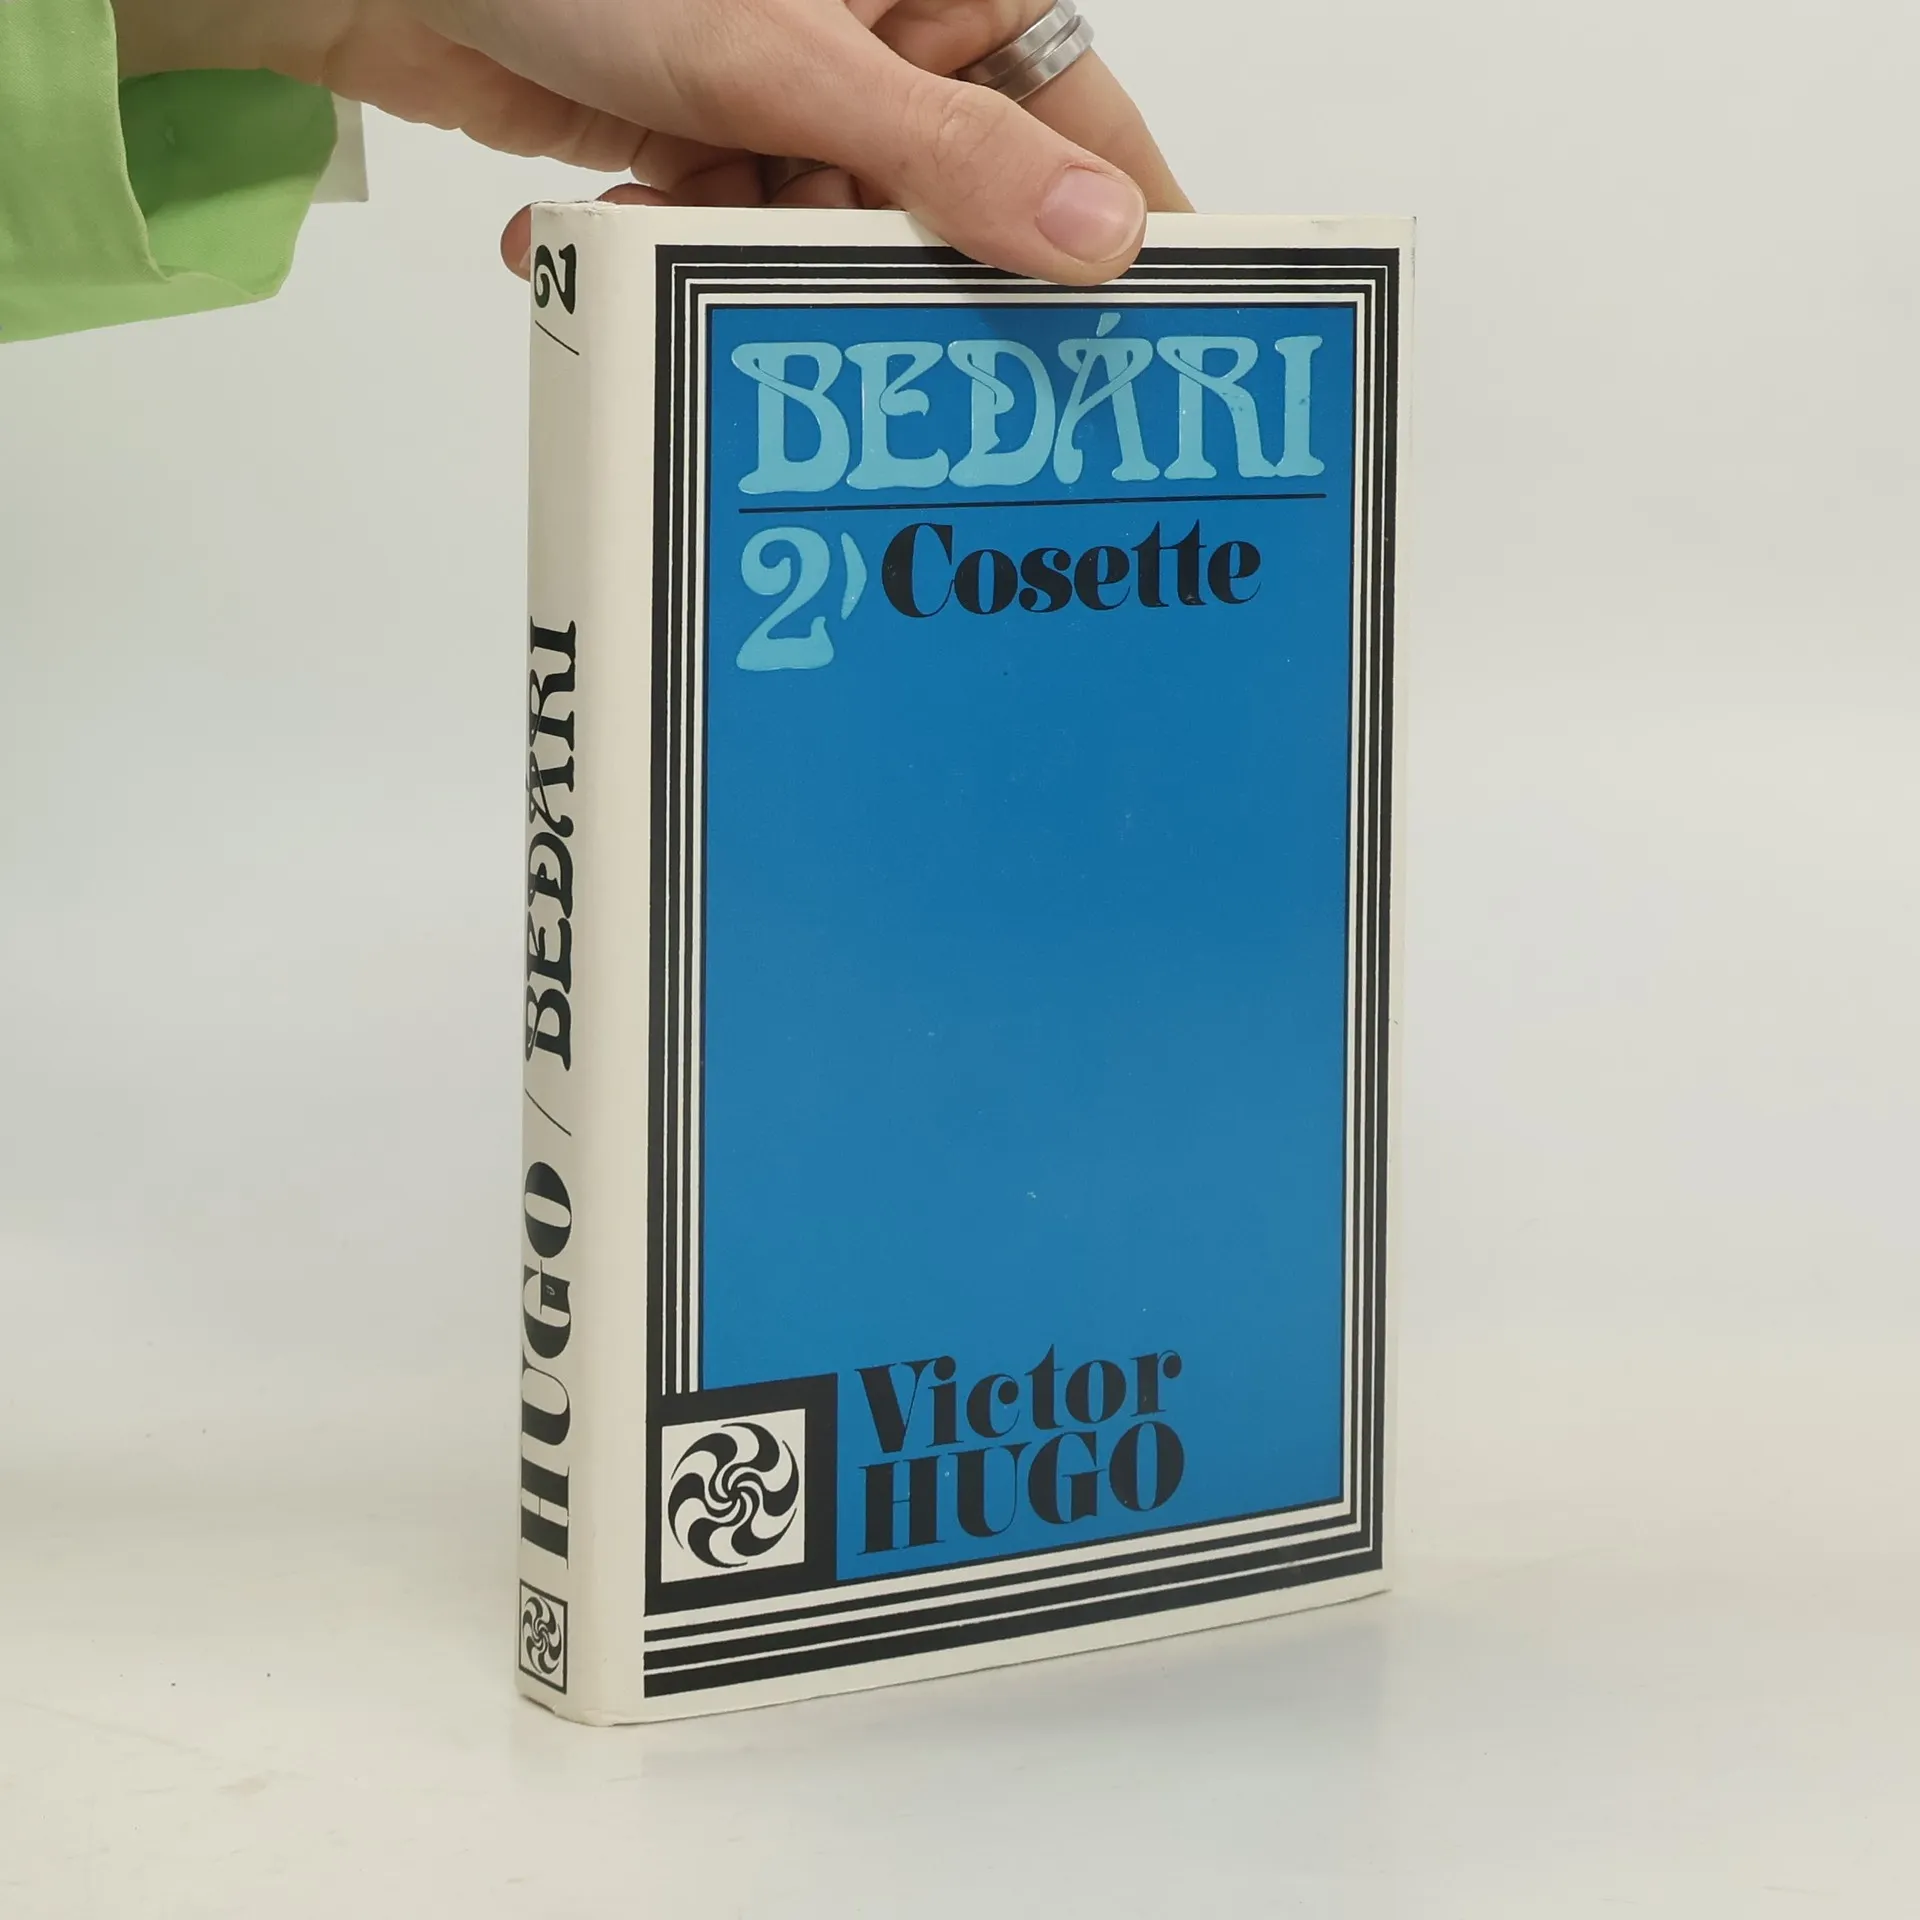 BEDÁRI
2) Cosette
Victor
HUGO
HUGO / BEDÁRI / 2